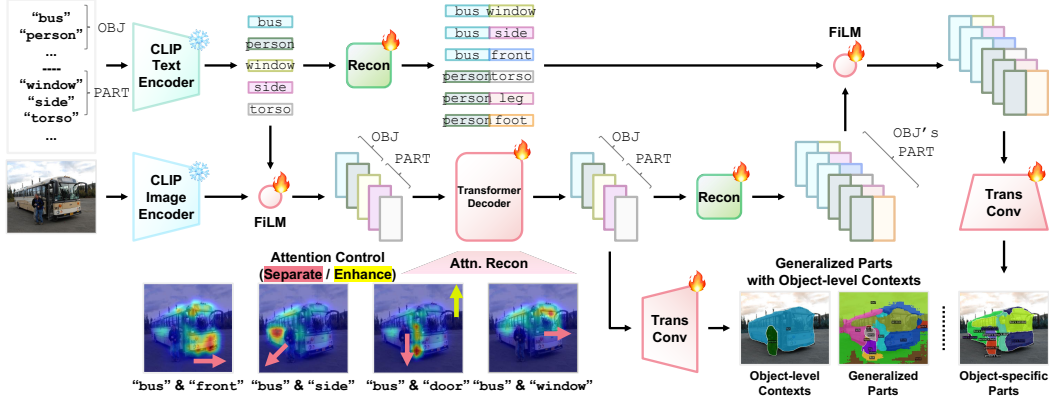 “bus”
“person”
...
----
“window”
“side”
“torso”
...
OBJ
PART
CLIP
Text
Encoder
bus
person
window
side
torso
Recon
bus window
bus side
bus front
person torso
person leg
person foot
FiLM
CLIP
Image
Encoder
FiLM
OBJ
PART
Transformer
Decoder
OBJ
PART
Recon
OBJ's
PART
Trans
Conv
Attention Control
(Separate / Enhance)
Attn. Recon
“bus” & “front”
“bus” & “side”
“bus” & “door”
“bus” & “window”
Trans
Conv
Generalized Parts
with Object-level Contexts
Object-level
Contexts
Generalized
Parts
Object-specific
Parts